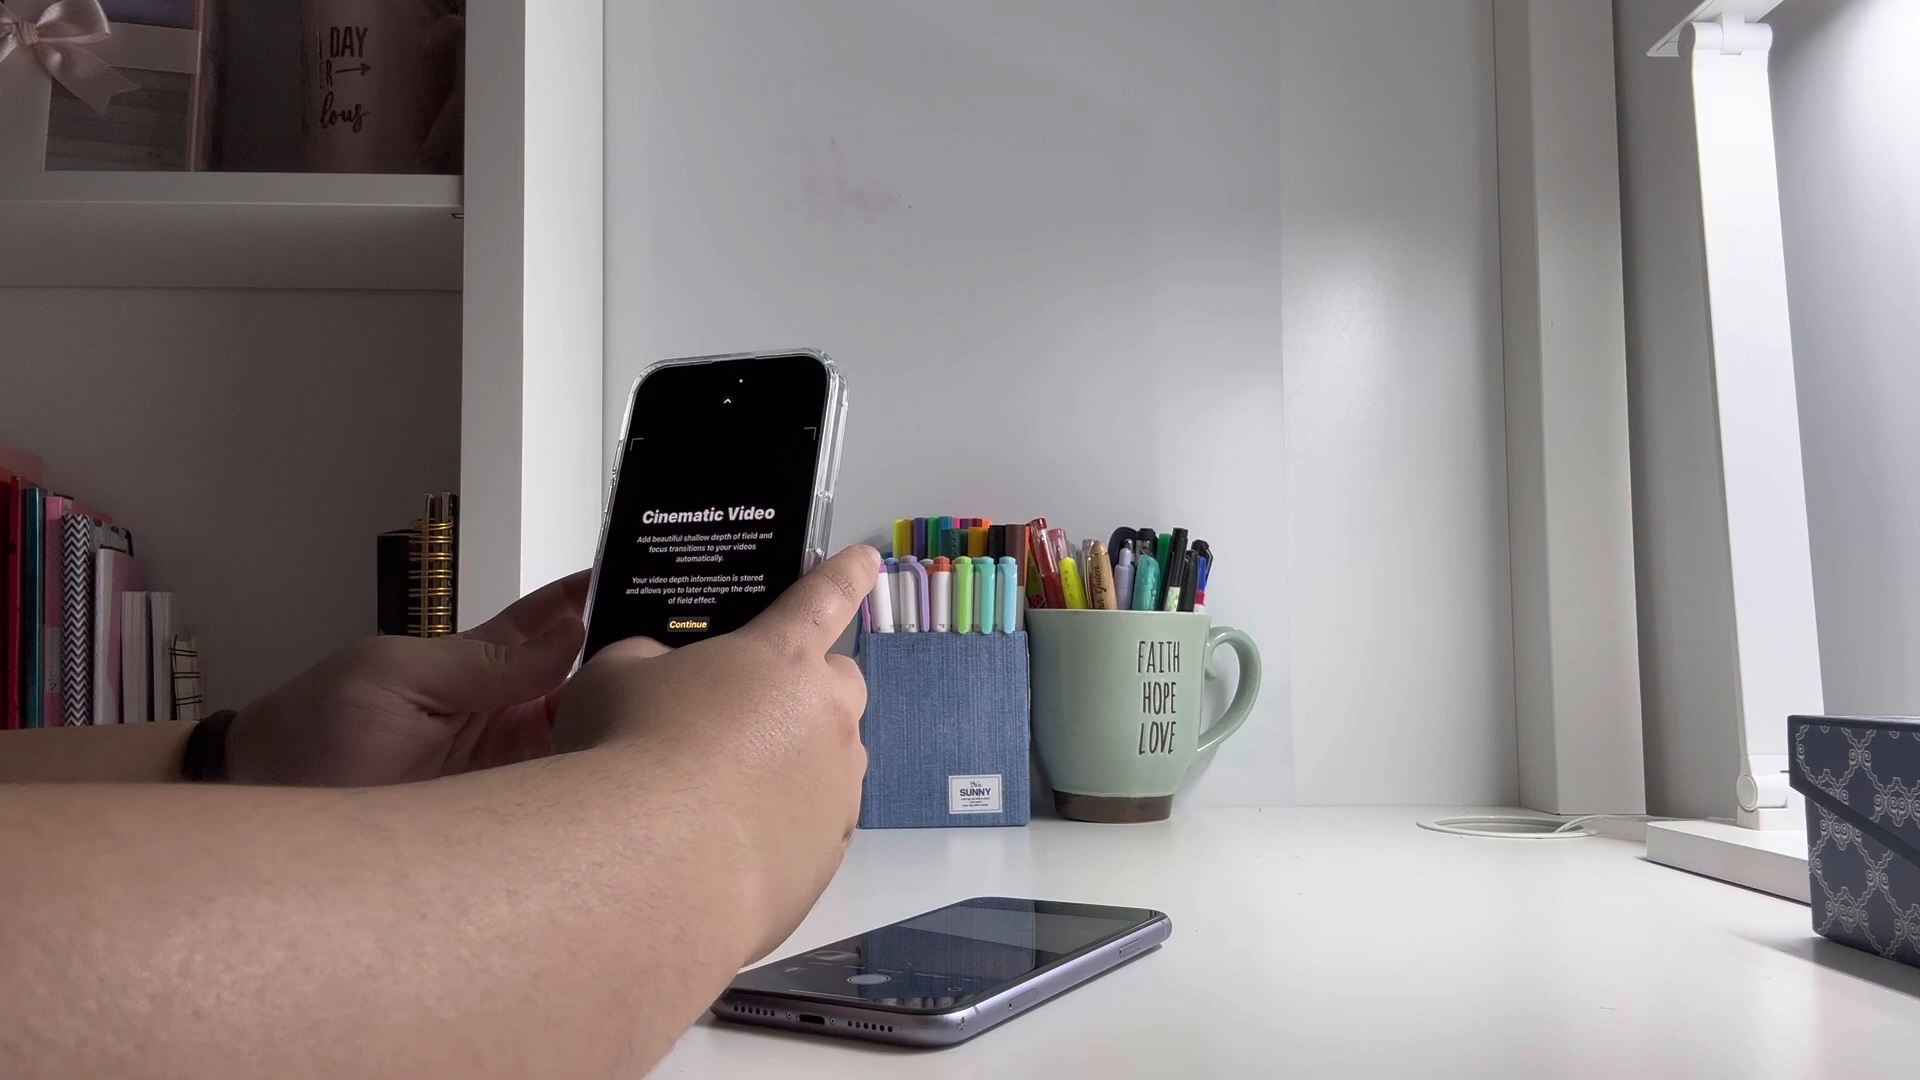 DAY
ER →
lous
Cinematic Video
Add beautiful shallow depth of field and
focus transitions to your videos
automatically.
Your video depth information is stored
and allows you to later change the depth
of field effect.
Continue
FAITH
HOPE
LOVE
SUNNY